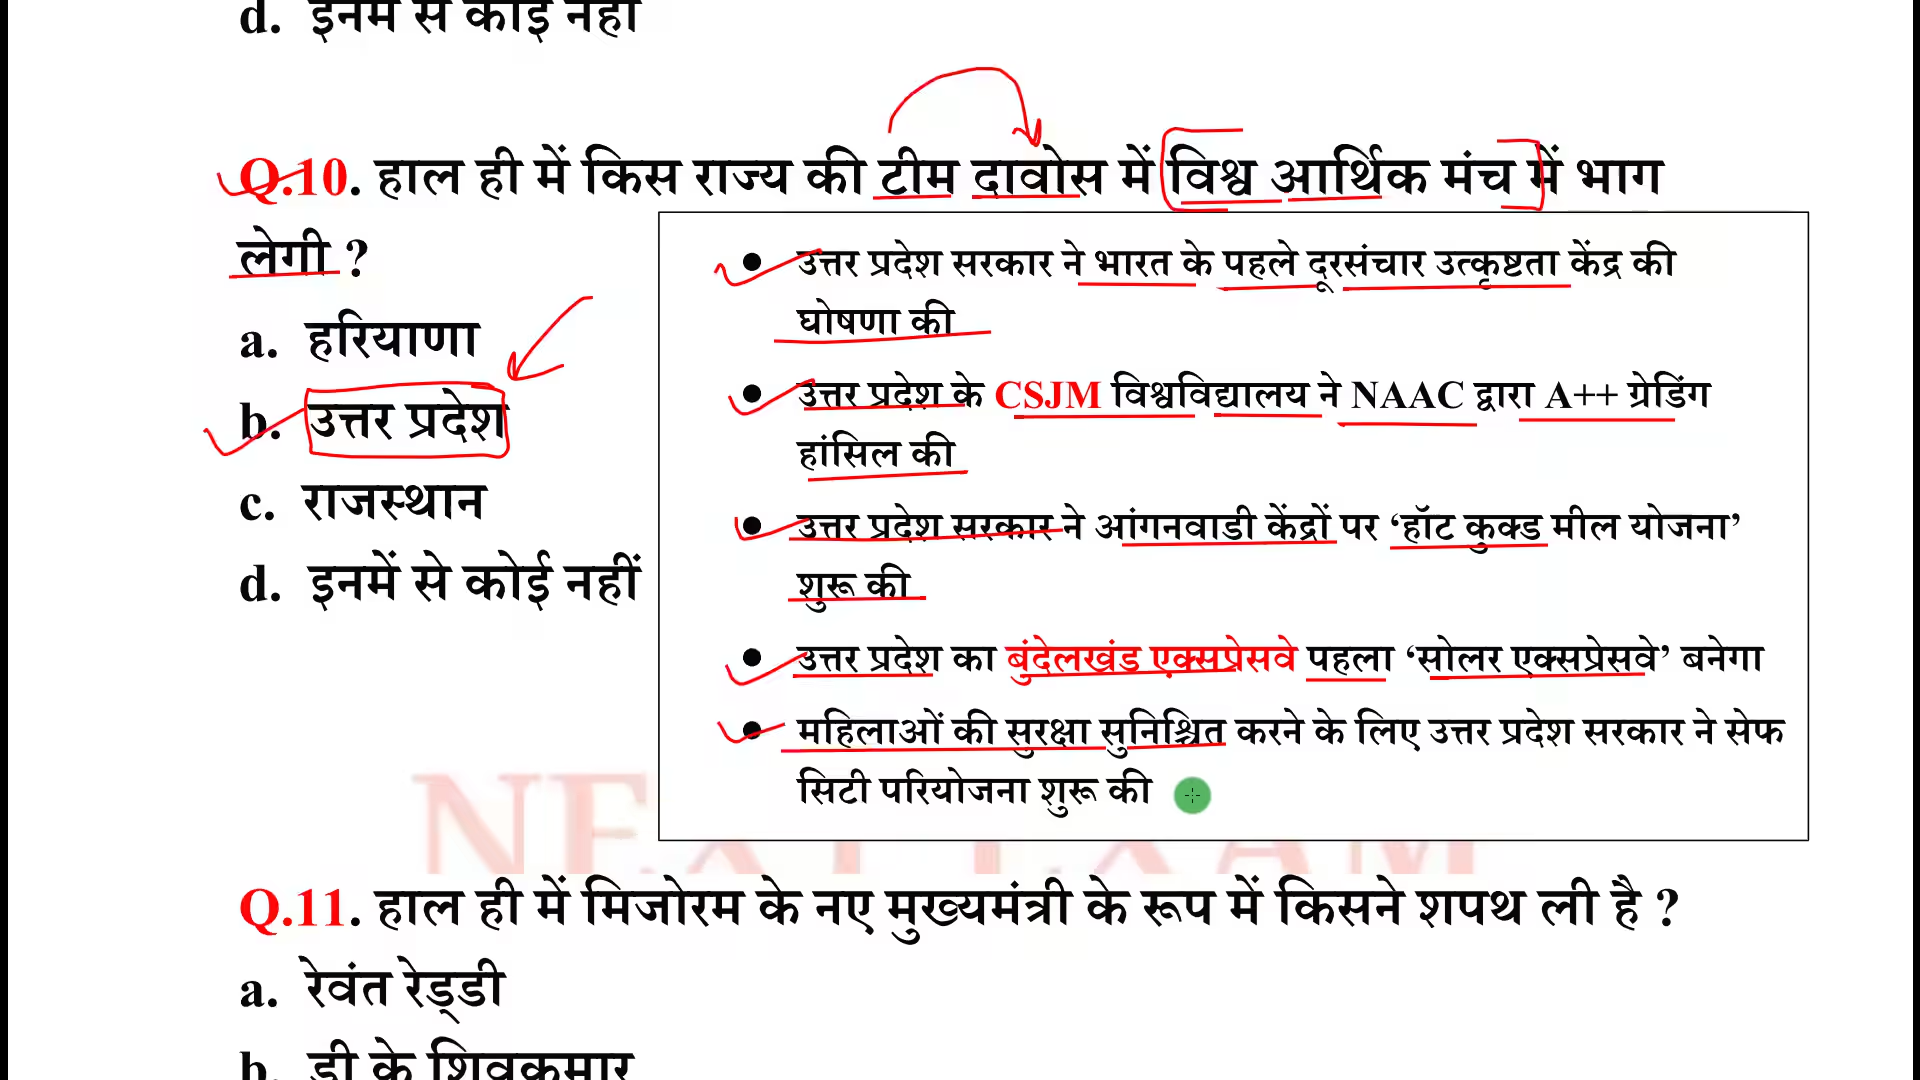 d. इनमें से कोई नहीं
Q.10. हाल ही में किस राज्य की टीम दावोस में विश्व आर्थिक मंच में भाग
लेगी ?
a. हरियाणा
b. उत्तर प्रदेश
c. राजस्थान
d. इनमें से कोई नहीं
• उत्तर प्रदेश सरकार ने भारत के पहले दूरसंचार उत्कृष्टता केंद्र की
घोषणा की
• उत्तर प्रदेश के CSJM विश्वविद्यालय ने NAAC द्वारा A++ ग्रेडिंग
हांसिल की
• उत्तर प्रदेश सरकार ने आंगनवाडी केंद्रों पर ‘हॉट कुक्ड मील योजना’
शुरू की
• उत्तर प्रदेश का बुंदेलखंड एक्सप्रेसवे पहला ‘सोलर एक्सप्रेसवे’ बनेगा
• महिलाओं की सुरक्षा सुनिश्चित करने के लिए उत्तर प्रदेश सरकार ने सेफ
सिटी परियोजना शुरू की
NEXT EXAM
Q.11. हाल ही में मिजोरम के नए मुख्यमंत्री के रूप में किसने शपथ ली है ?
a. रेवंत रेड्डी
b. डी के शिवकुमार